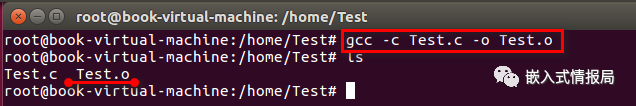 root@book-virtual-machine: /home/Test
root@book-virtual-machine:/home/Test# gcc -c Test.c -o Test.o
root@book-virtual-machine:/home/Test# ls
Test.c Test.o
root@book-virtual-machine:/home/Test#
嵌入式情报局